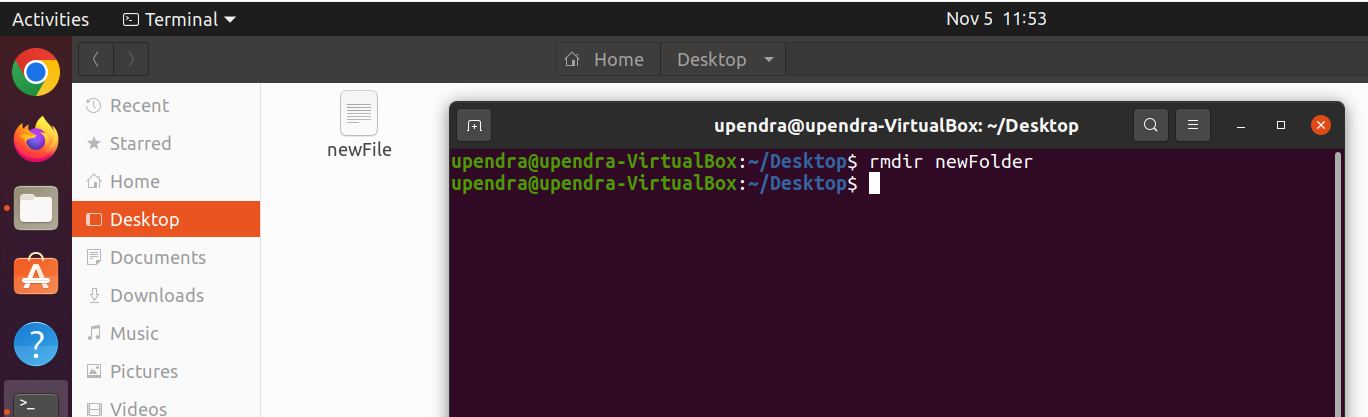 Activities Terminal Nov 5 11:53
Home Desktop
Recent
Starred
Home
Desktop
Documents
Downloads
Music
Pictures
Videos
newFile
upendra@upendra-VirtualBox: ~/Desktop
upendra@upendra-VirtualBox:~/Desktop$ rmdir newFolder
upendra@upendra-VirtualBox:~/Desktop$